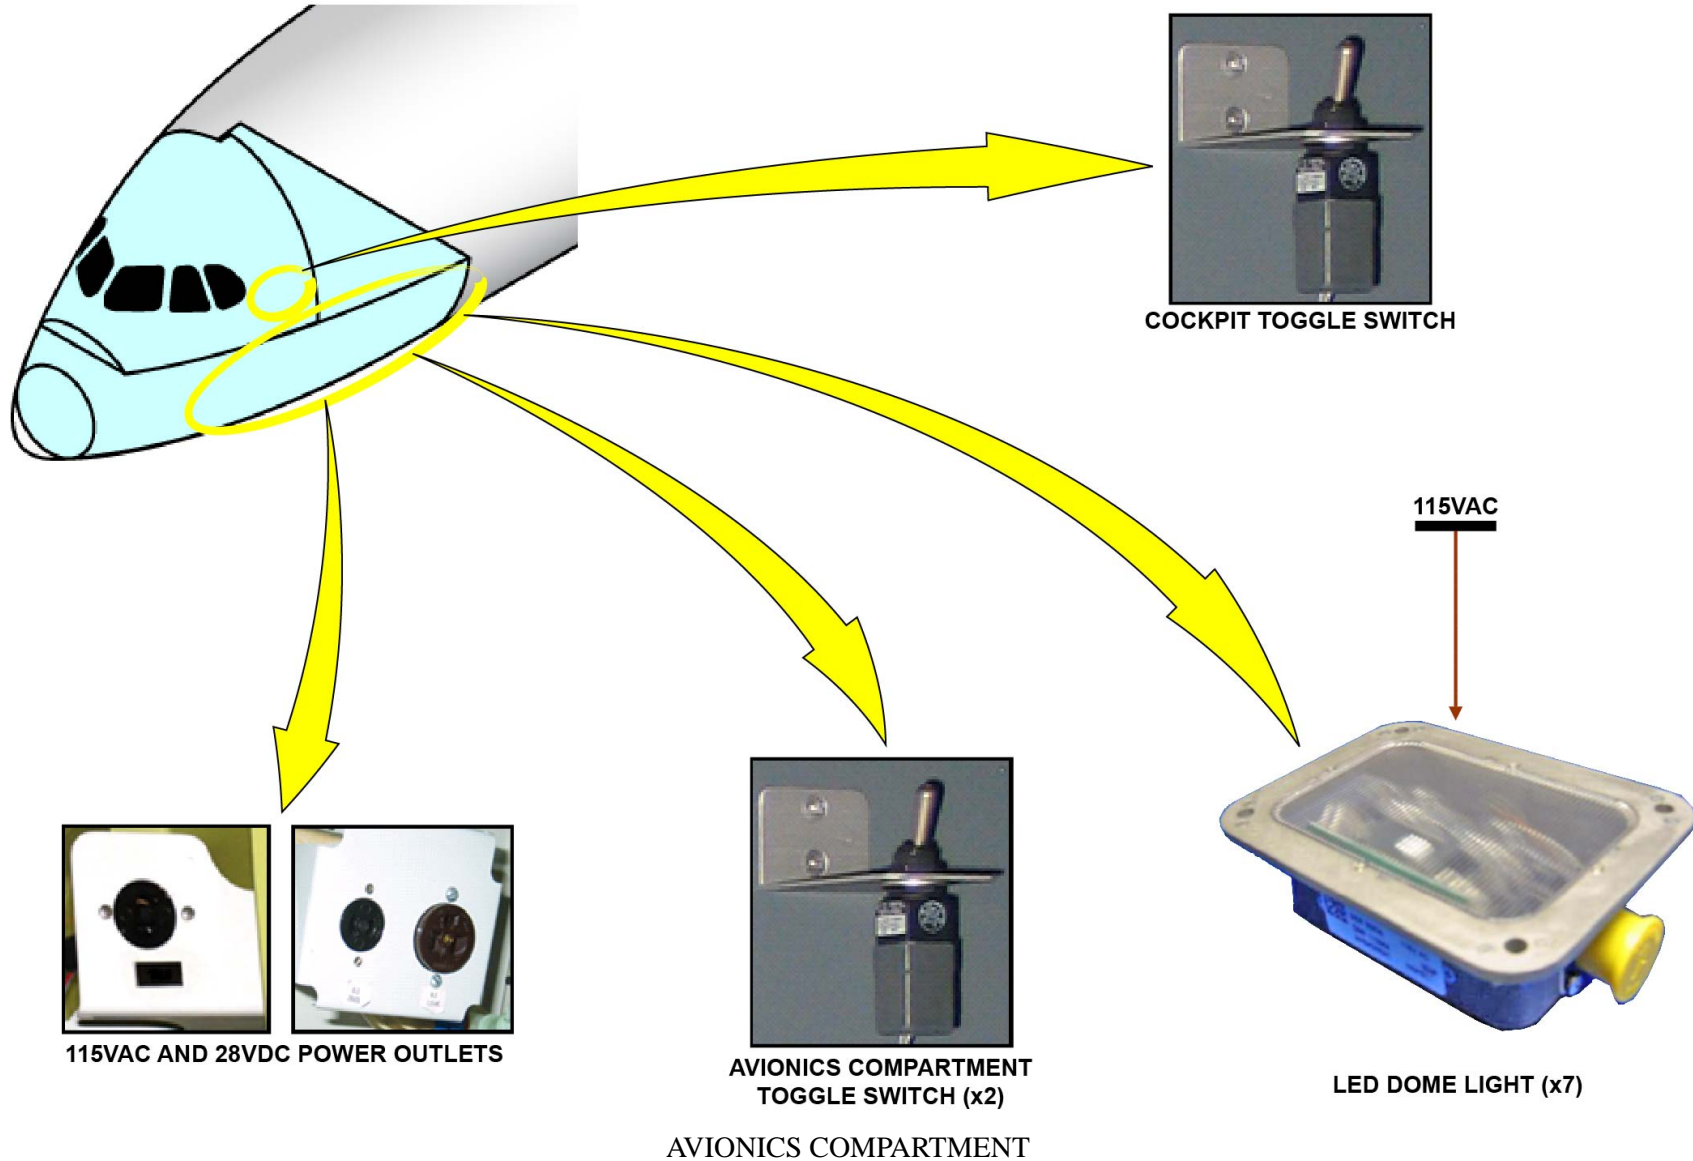 COCKPIT TOGGLE SWITCH
115VAC
115VAC AND 28VDC POWER OUTLETS
AVIONICS COMPARTMENT
TOGGLE SWITCH (x2)
LED DOME LIGHT (x7)
AVIONICS COMPARTMENT